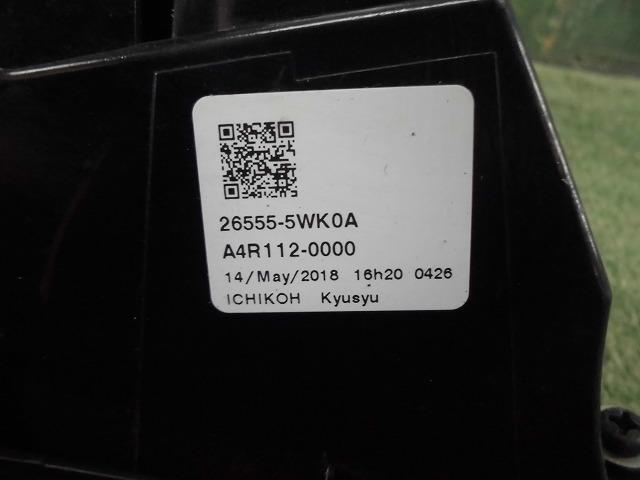 26555-5WK0A
A4R112-0000
14/May/2018 16h20 0426
ICHIKOH Kyusyu